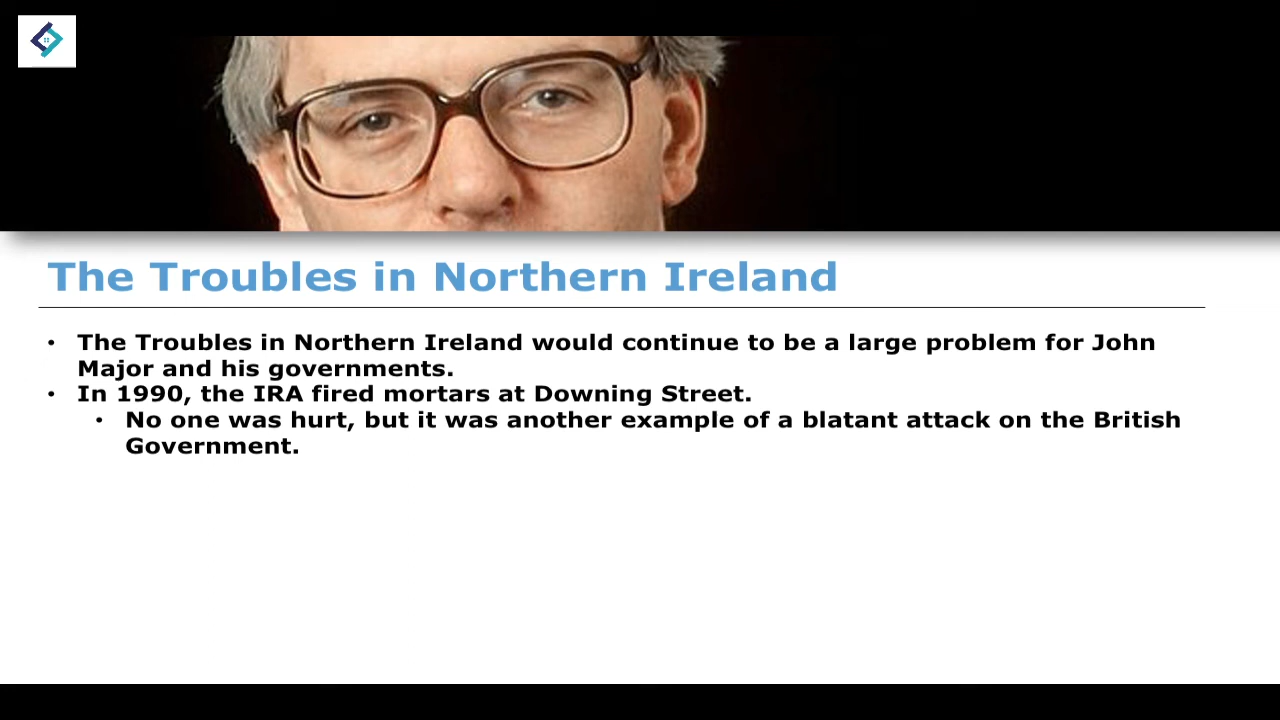 The Troubles in Northern Ireland
• The Troubles in Northern Ireland would continue to be a large problem for John
Major and his governments.
• In 1990, the IRA fired mortars at Downing Street.
• No one was hurt, but it was another example of a blatant attack on the British
Government.